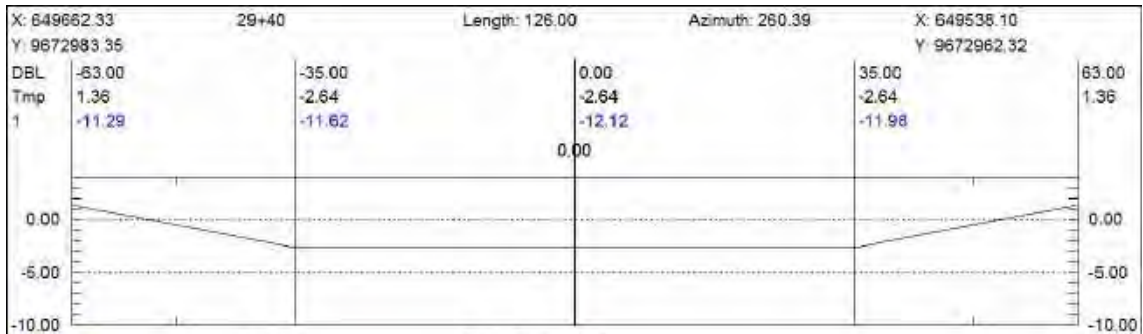 X: 649662.33 29+40 Length: 126.00 Azimuth: 260.39 X: 649538.10
Y: 9672983.35 Y: 9672962.32
DBL -63.00 -35.00 0.00 35.00 63.00
Tmp 1.36 -2.64 -2.64 -2.64 1.36
1 -11.29 -11.62 -12.12 -11.98
0.00
0.00 0.00
-5.00 -5.00
-10.00 -10.00